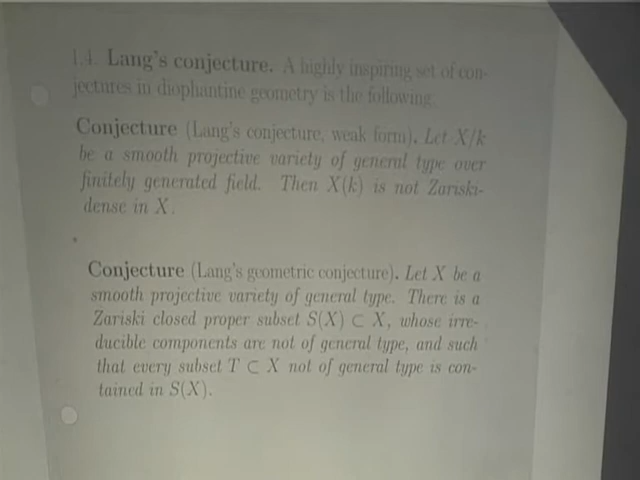 1.4. Lang's conjecture. A highly inspiring set of con-
jectures in diophantine geometry is the following.
Conjecture (Lang's conjecture, weak form). Let X/k
be a smooth projective variety of general type over
finitely generated field. Then X(k) is not Zariski-
dense in X.
Conjecture (Lang's geometric conjecture). Let X be a
smooth projective variety of general type. There is a
Zariski closed proper subset S(X) ⊂ X, whose irre-
ducible components are not of general type, and such
that every subset T ⊂ X not of general type is con-
tained in S(X).